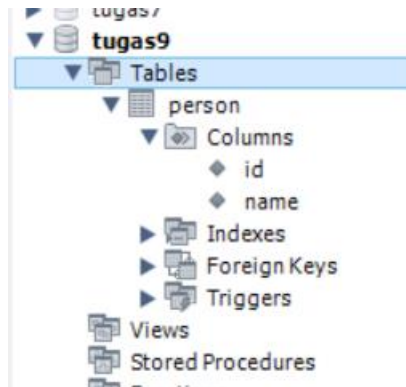 tugas7
tugas9
Tables
person
Columns
id
name
Indexes
Foreign Keys
Triggers
Views
Stored Procedures